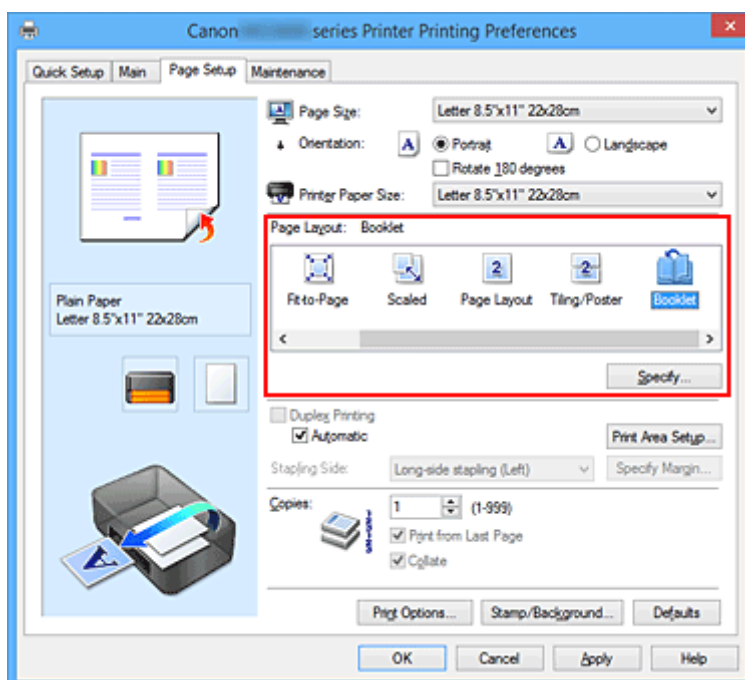 Canon series Printer Printing Preferences
Quick Setup Main Page Setup Maintenance
Page Size: Letter 8.5"x11" 22x28cm
Orientation: A Portrait A Landscape
Rotate 180 degrees
Printer Paper Size: Letter 8.5"x11" 22x28cm
Page Layout: Booklet
Fit-to-Page Scaled Page Layout Tiling/Poster Booklet
Specify...
Plain Paper
Letter 8.5"x11" 22x28cm
Duplex Printing
Automatic
Print Area Setup...
Stapling Side: Long-side stapling (Left) Specify Margin...
Copies: 1 (1-999)
Print from Last Page
Collate
Print Options... Stamp/Background... Defaults
OK Cancel Apply Help